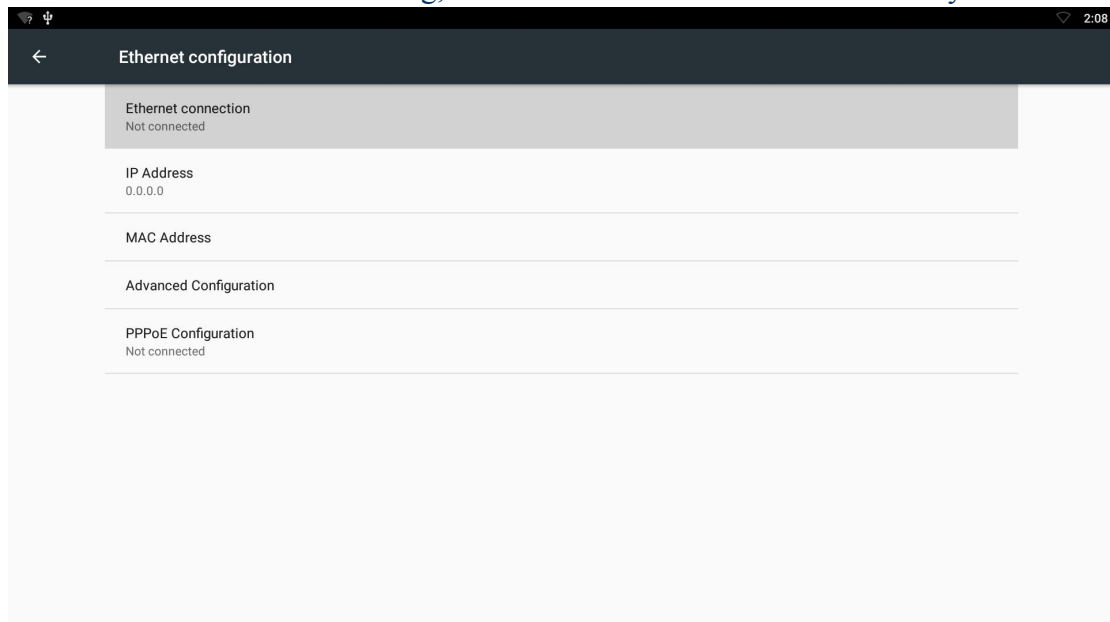 2:08
Ethernet configuration
Ethernet connection
Not connected
IP Address
0.0.0.0
MAC Address
Advanced Configuration
PPPoE Configuration
Not connected